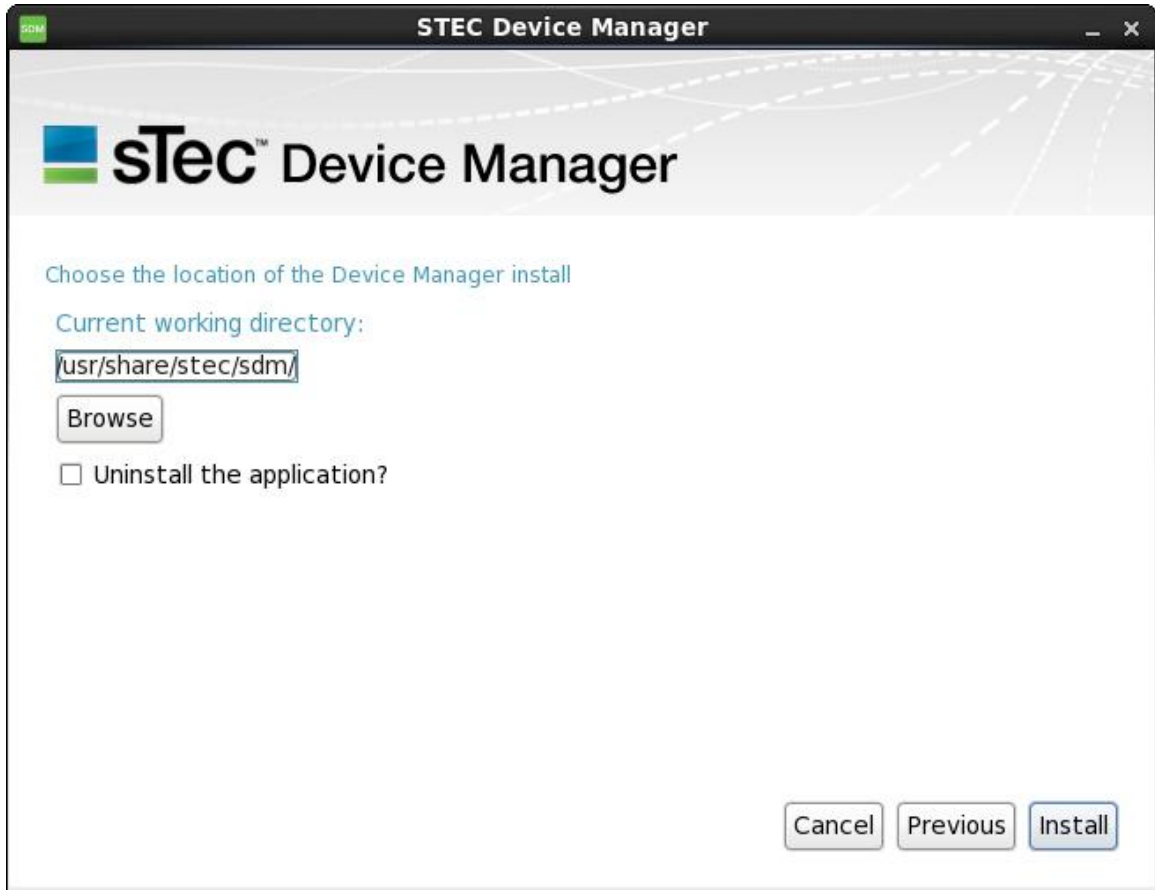 SDM
STEC Device Manager
sTec™ Device Manager
Choose the location of the Device Manager install
Current working directory:
/usr/share/stec/sdm/
Browse
Uninstall the application?
Cancel Previous Install